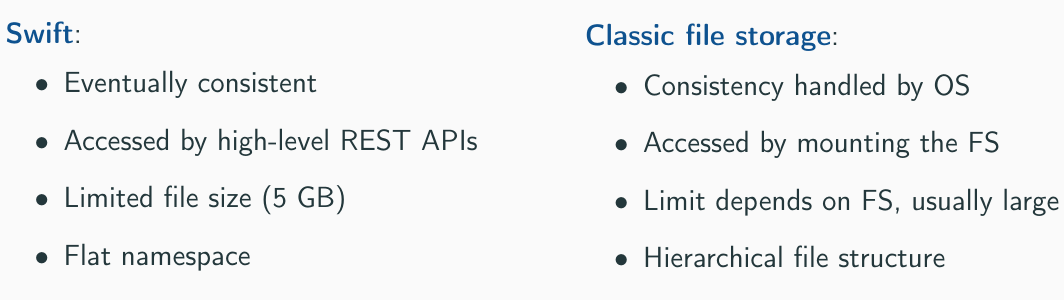 Swift:
• Eventually consistent
• Accessed by high-level REST APIs
• Limited file size (5 GB)
• Flat namespace
Classic file storage:
• Consistency handled by OS
• Accessed by mounting the FS
• Limit depends on FS, usually large
• Hierarchical file structure